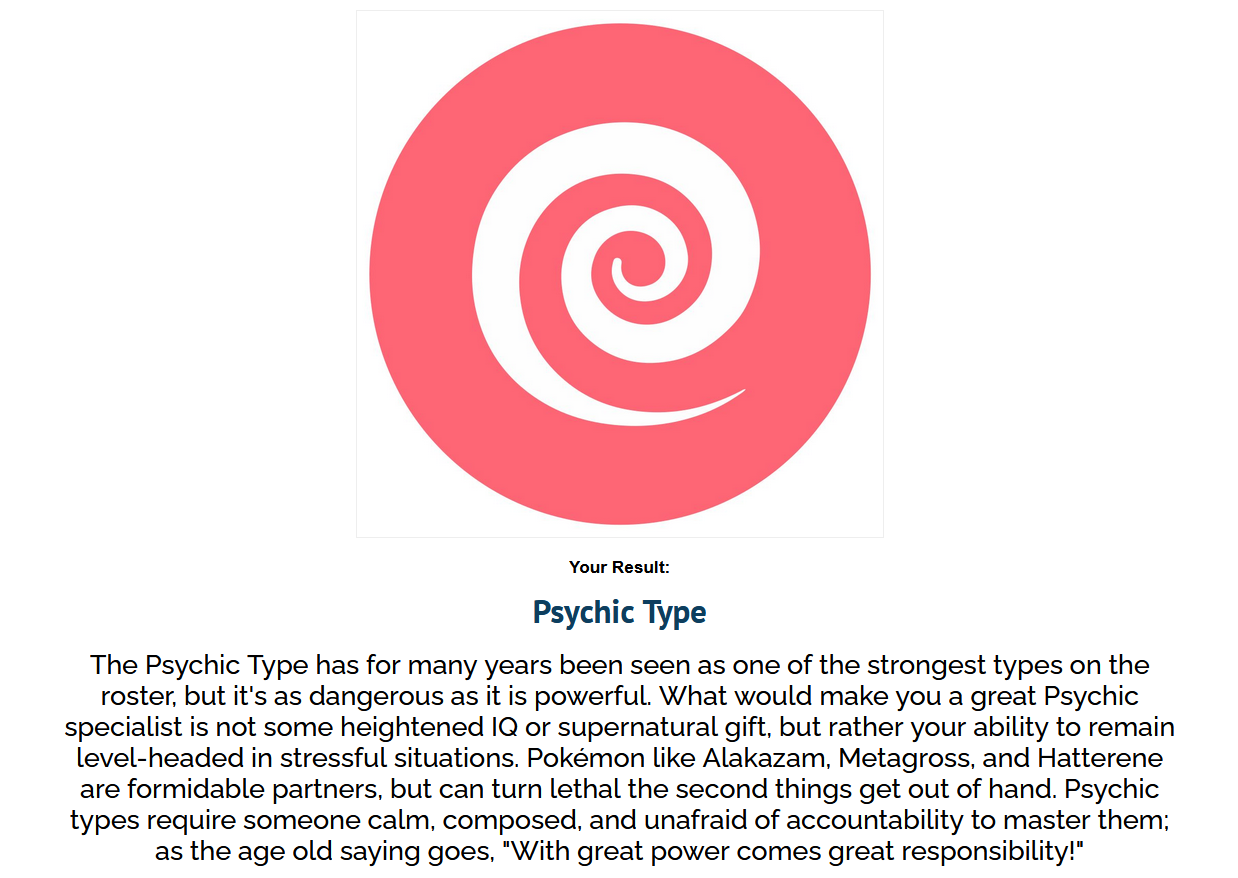 Your Result:
Psychic Type
The Psychic Type has for many years been seen as one of the strongest types on the
roster, but it's as dangerous as it is powerful. What would make you a great Psychic
specialist is not some heightened IQ or supernatural gift, but rather your ability to remain
level-headed in stressful situations. Pokémon like Alakazam, Metagross, and Hatterene
are formidable partners, but can turn lethal the second things get out of hand. Psychic
types require someone calm, composed, and unafraid of accountability to master them;
as the age old saying goes, "With great power comes great responsibility!"